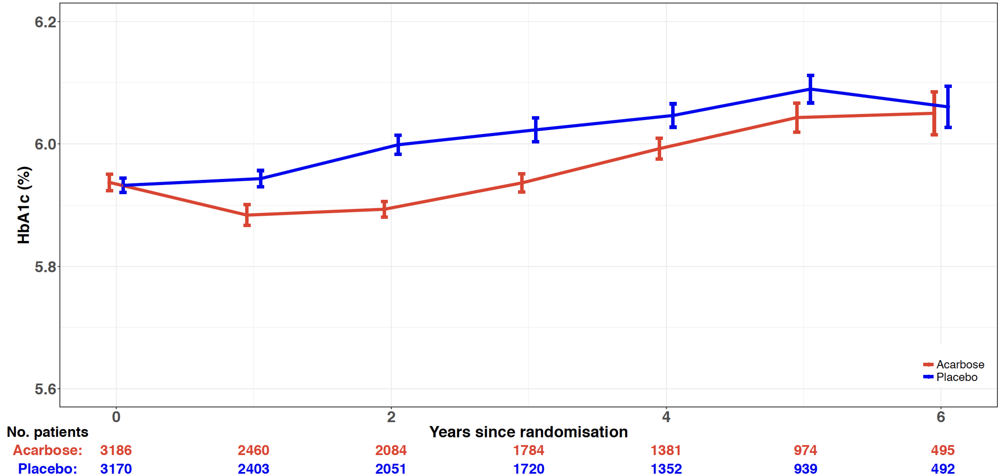 6.2
6.0
5.8
5.6
HbA1c (%)
Acarbose
Placebo
0 2 4 6
Years since randomisation
No. patients
Acarbose: 3186 2460 2084 1784 1381 974 495
Placebo: 3170 2403 2051 1720 1352 939 492